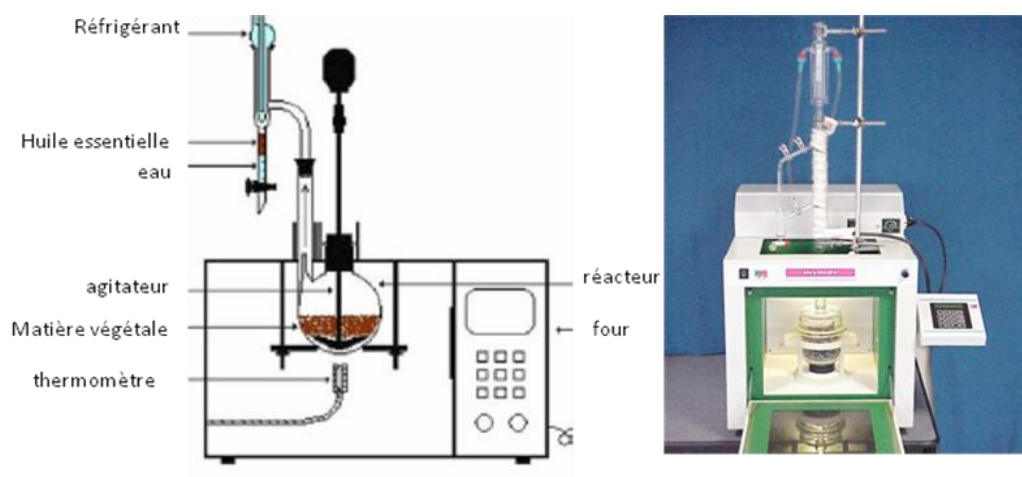 Réfrigérant
Huile essentielle
eau
agitateur
réacteur
Matière végétale
four
thermomètre